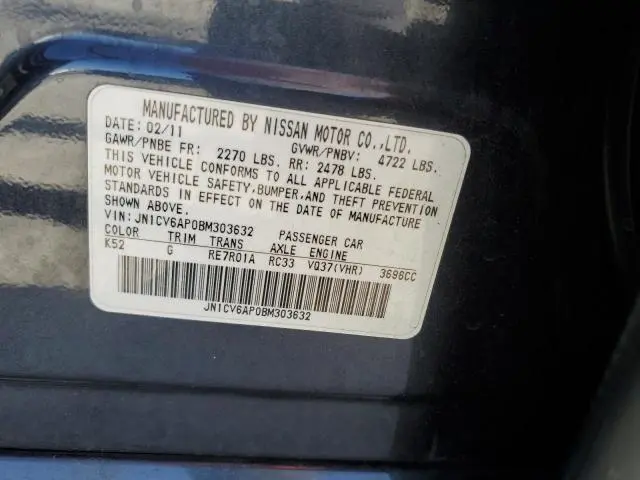 MANUFACTURED BY NISSAN MOTOR CO.,LTD.
DATE: 02/11 GVWR/PNBV: 4722 LBS.
GAWR/PNBE FR: 2270 LBS. RR: 2478 LBS.
THIS VEHICLE CONFORMS TO ALL APPLICABLE FEDERAL
MOTOR VEHICLE SAFETY,BUMPER,AND THEFT PREVENTION
STANDARDS IN EFFECT ON THE DATE OF MANUFACTURE
SHOWN ABOVE.
VIN: JN1CV6AP0BM303632 PASSENGER CAR
COLOR TRIM TRANS AXLE ENGINE
K52 G RE7R01A RC33 VQ37(VHR) 3696CC
JN1CV6AP0BM303632